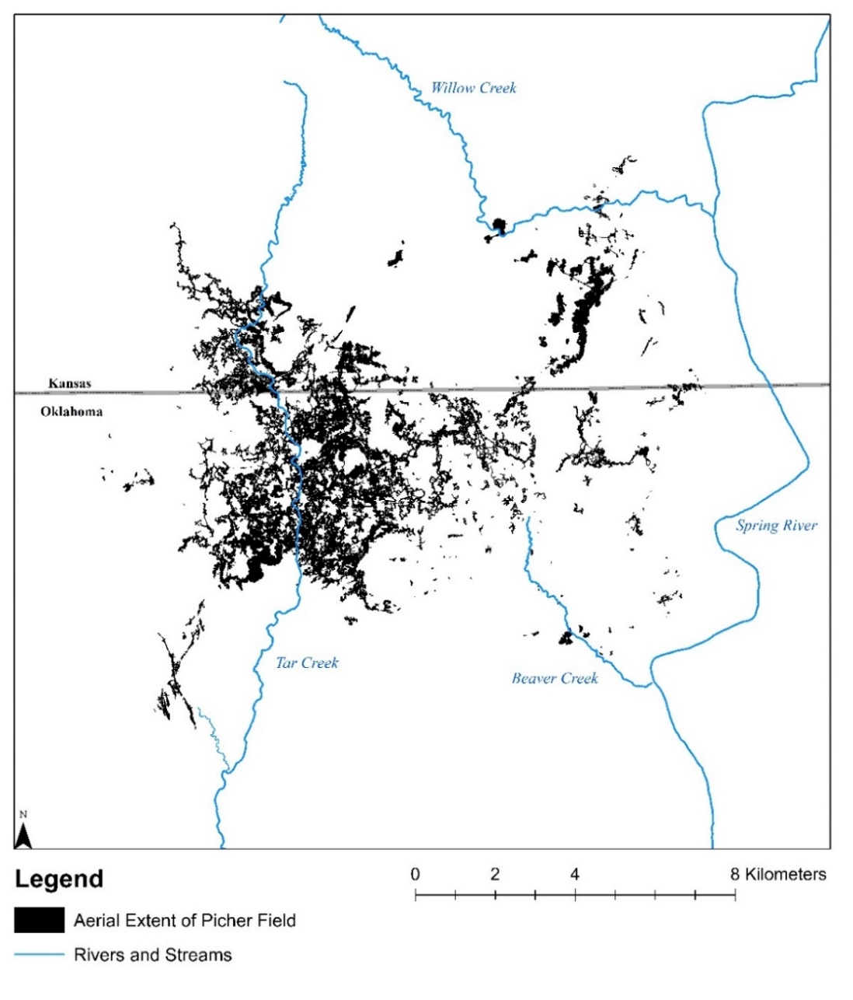 Willow Creek
Kansas
Oklahoma
Spring River
Tar Creek
Beaver Creek
N
Legend
0 2 4 8 Kilometers
Aerial Extent of Picher Field
Rivers and Streams